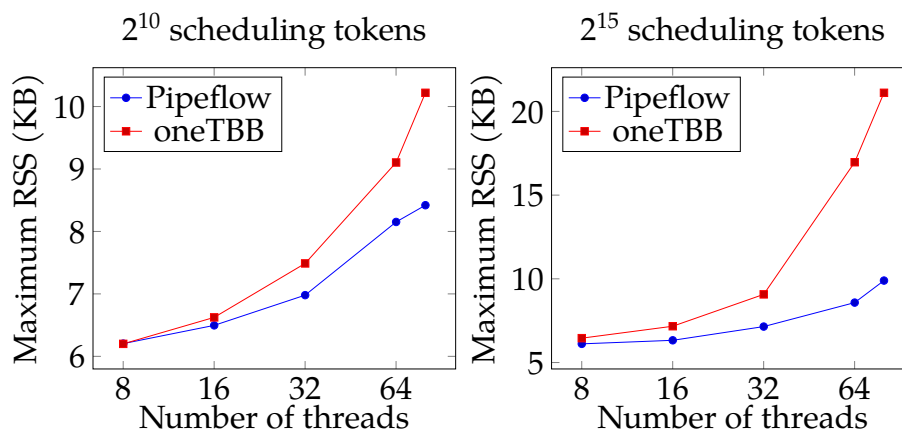 2^10 scheduling tokens
Maximum RSS (KB)
10
9
8
7
6
Pipeflow
oneTBB
8 16 32 64
Number of threads
2^15 scheduling tokens
Maximum RSS (KB)
20
15
10
5
Pipeflow
oneTBB
8 16 32 64
Number of threads